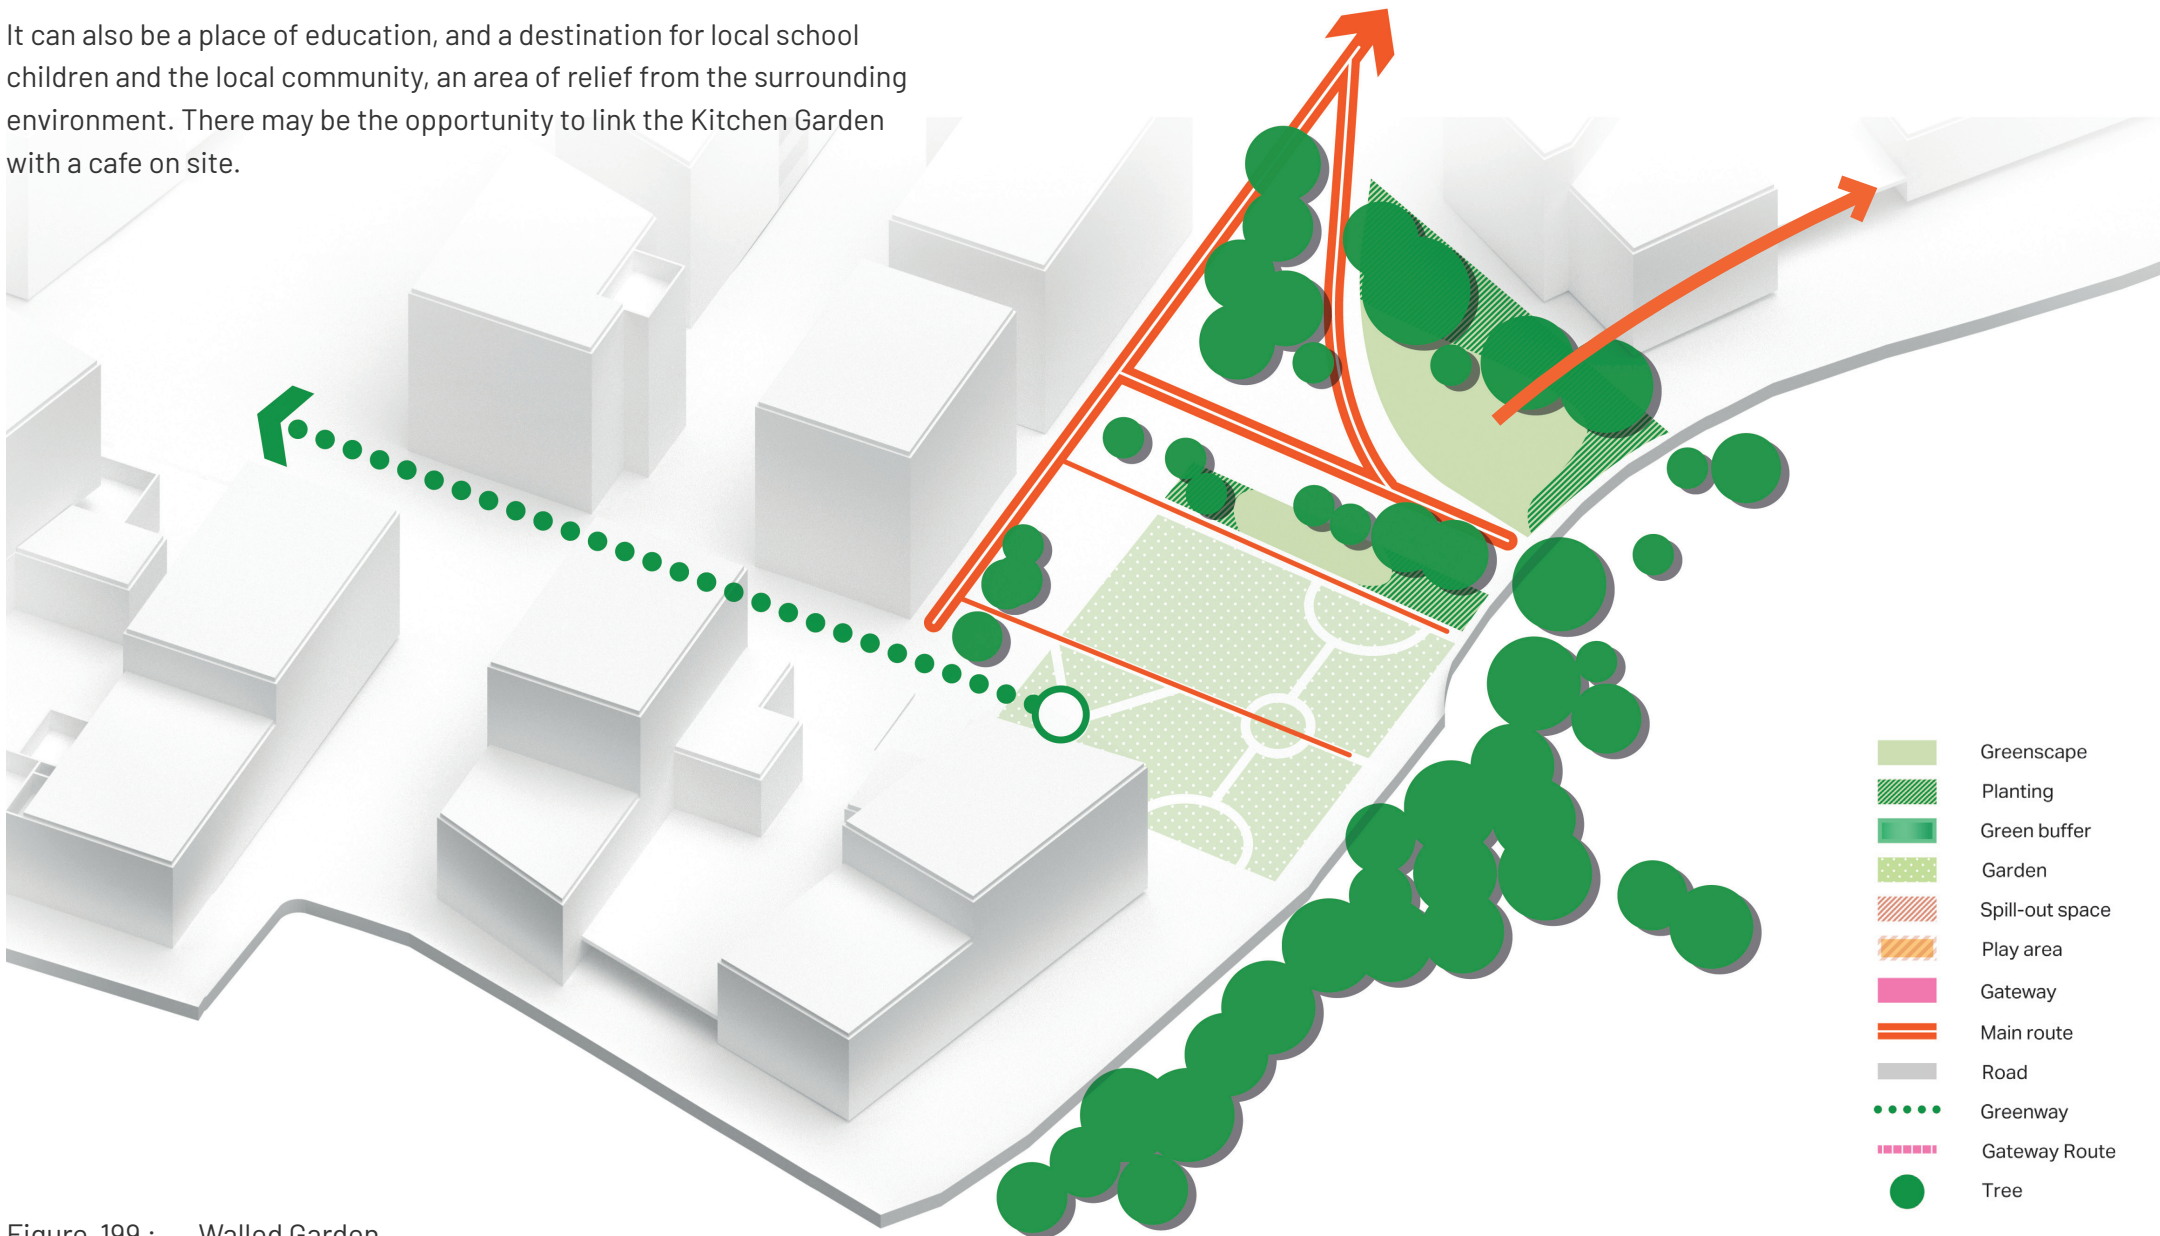 It can also be a place of education, and a destination for local school
children and the local community, an area of relief from the surrounding
environment. There may be the opportunity to link the Kitchen Garden
with a cafe on site.
Greenscape
Planting
Green buffer
Garden
Spill-out space
Play area
Gateway
Main route
Road
Greenway
Gateway Route
Tree
Figure 199 : Walled Garden